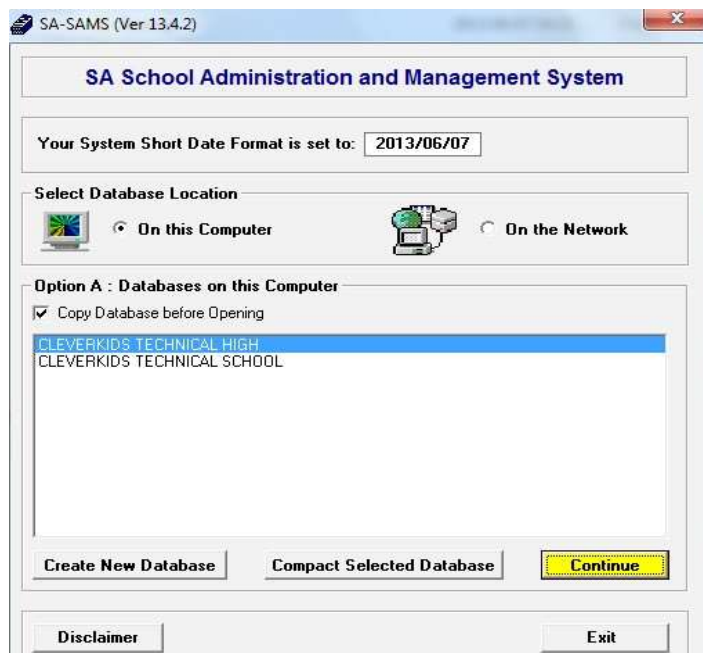 SA-SAMS (Ver 13.4.2)
SA School Administration and Management System
Your System Short Date Format is set to: 2013/06/07
Select Database Location
On this Computer
On the Network
Option A : Databases on this Computer
Copy Database before Opening
CLEVERKIDS TECHNICAL HIGH
CLEVERKIDS TECHNICAL SCHOOL
Create New Database
Compact Selected Database
Continue
Disclaimer
Exit